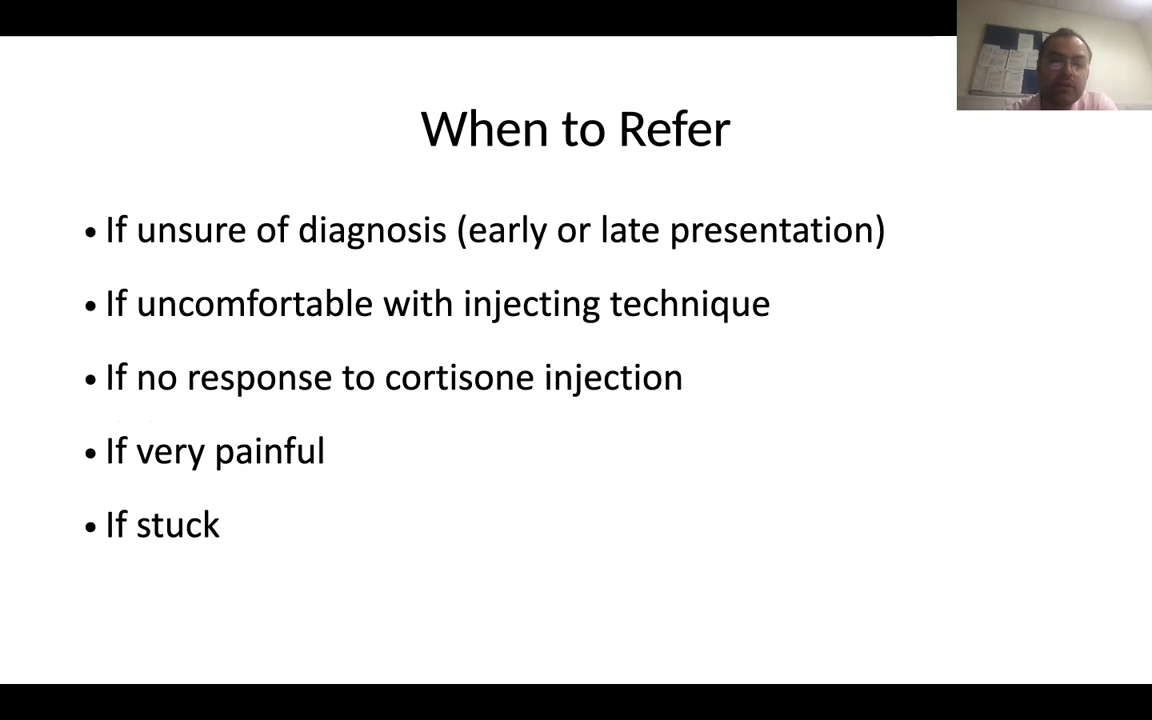 When to Refer
• If unsure of diagnosis (early or late presentation)
• If uncomfortable with injecting technique
• If no response to cortisone injection
• If very painful
• If stuck